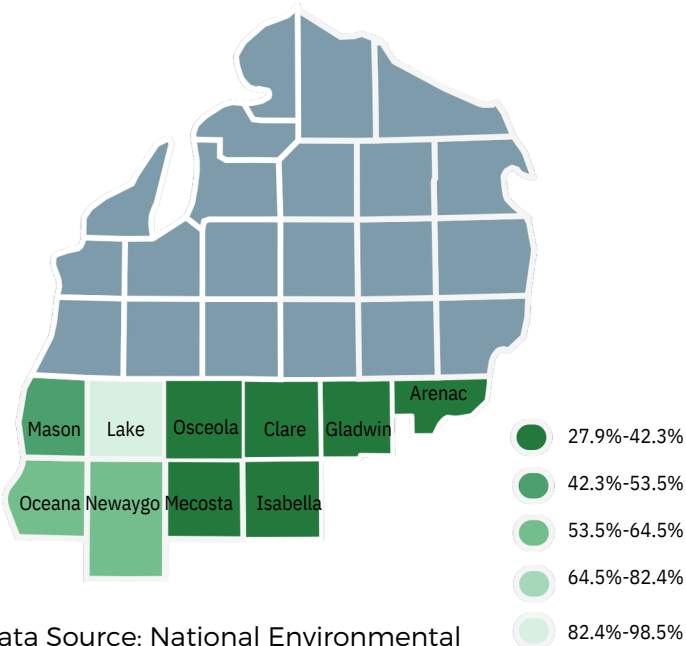 Arenac
Mason Lake Osceola Clare Gladwin
Oceana Newaygo Mecosta Isabella
27.9%-42.3%
42.3%-53.5%
53.5%-64.5%
64.5%-82.4%
82.4%-98.5%
ata Source: National Environmental